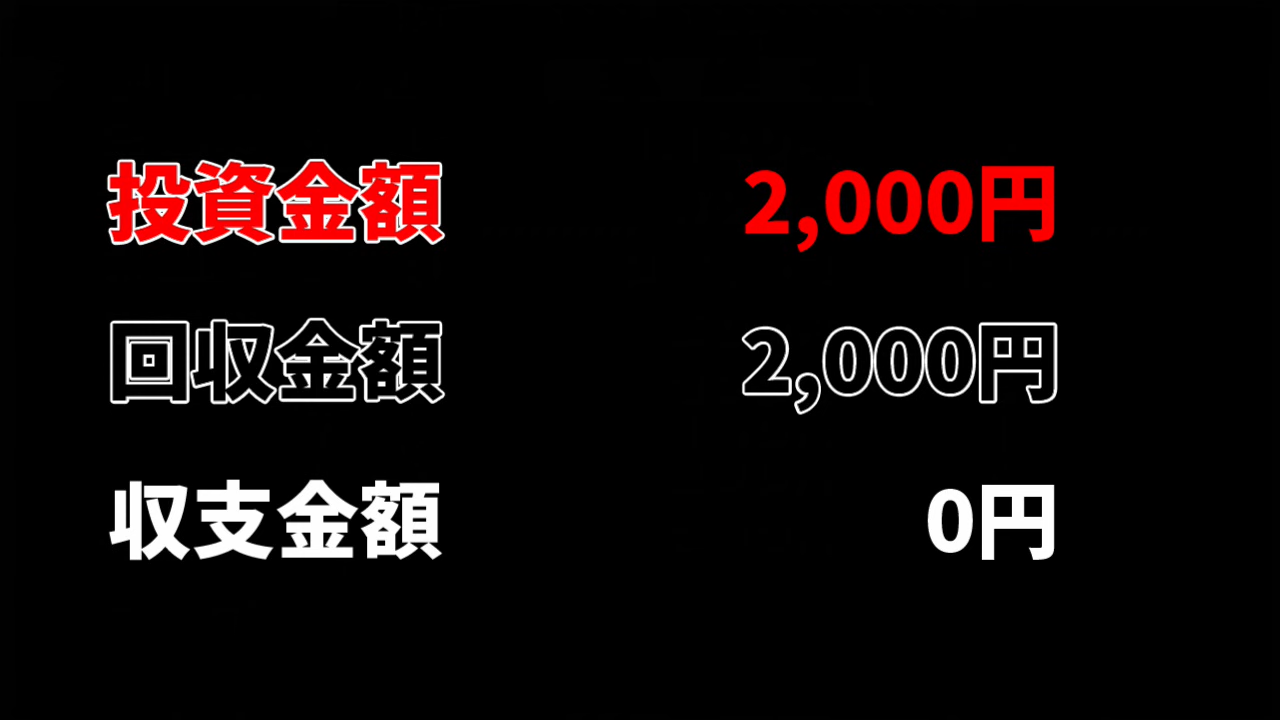 投資金額 2,000円
回収金額 2,000円
収支金額 0円